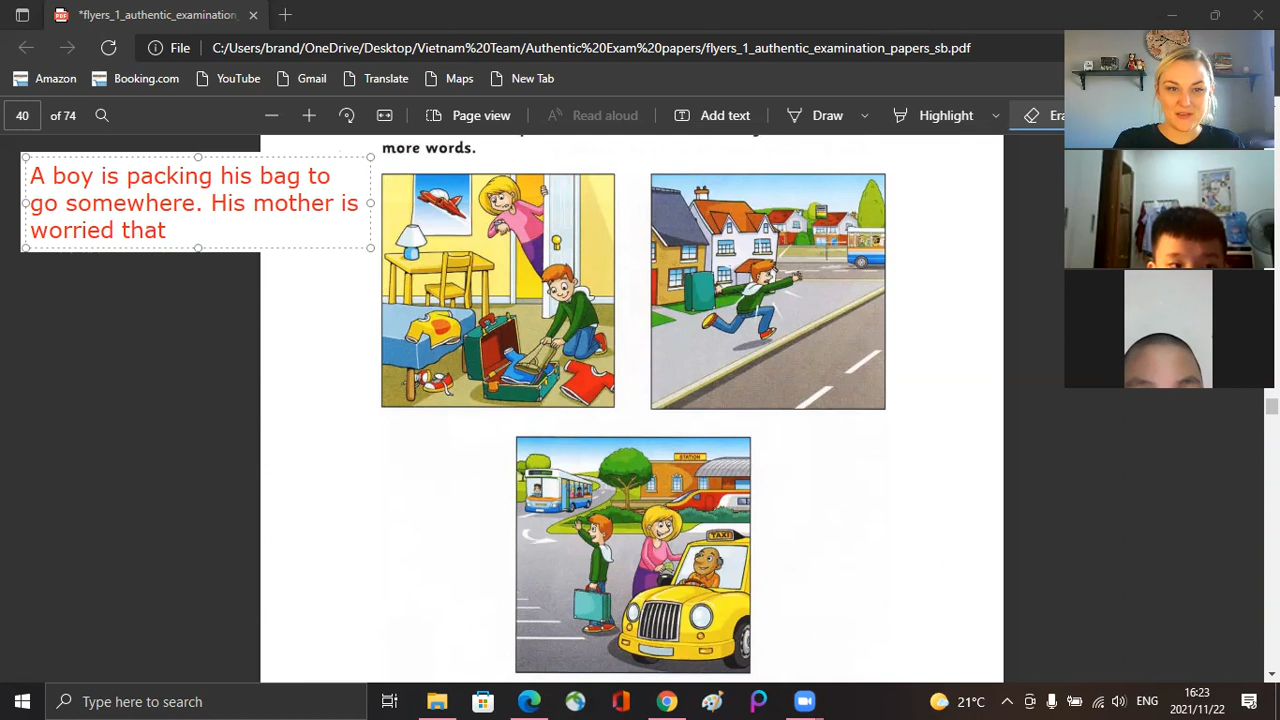 *flyers_1_authentic_examination_
File
C:/Users/brand/OneDrive/Desktop/Vietnam%20Team/Authentic%20Exam%20papers/flyers_1_authentic_examination_papers_sb.pdf
Amazon
Booking.com
YouTube
Gmail
Translate
Maps
New Tab
40
of 74
Page view
Read aloud
Add text
Draw
Highlight
Era
more words.
A boy is packing his bag to
go somewhere. His mother is
worried that
STATION
TAXI
Type here to search
21°C
ENG
16:23
2021/11/22